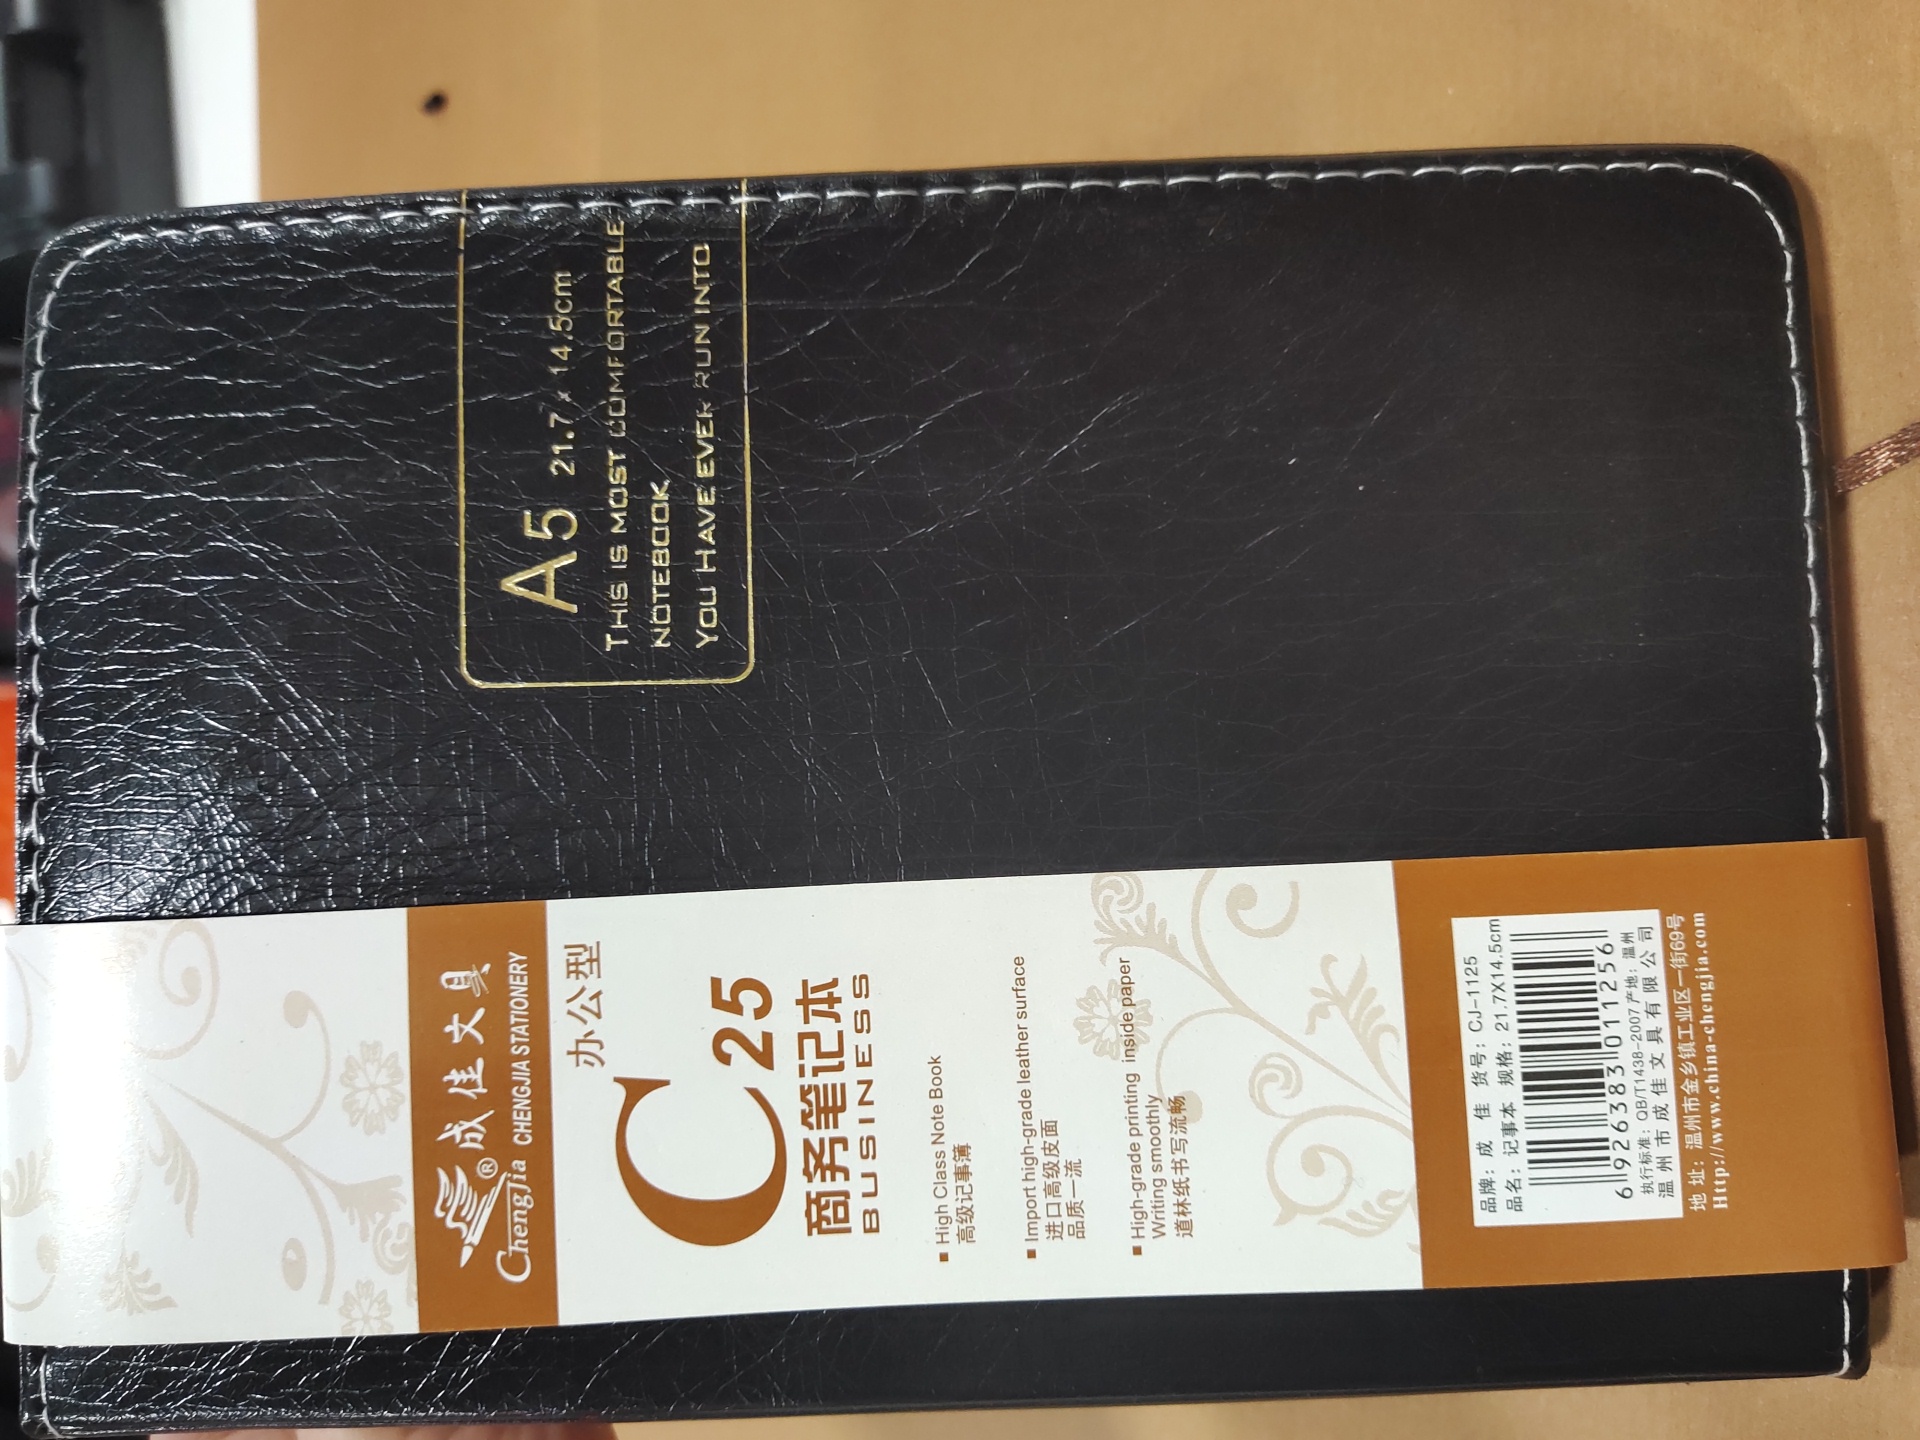 A5 21.7×14.5cm
THIS IS MOST COMFORTABLE
NOTEBOOK
YOU HAVE EVER RUN INTO
成佳文具
®
Chengjia CHENGJIA STATIONERY
办公型
C25
商务笔记本
BUSINESS
■ High Class Note Book
高级记事簿
■ Import high-grade leather surface
进口高级皮面
品质一流
■ High-grade printing inside paper
Writing smoothly
道林纸书写流畅
品牌：成 佳 货号：CJ-1125
品名：记事本 规格：21.7X14.5cm
6 926383 011256
执行标准：QB/T1438-2007 产地：温州
温州市成佳文具有限公司
地 址：温州市金乡镇工业区一街69号
Http://www.china-chengjia.com